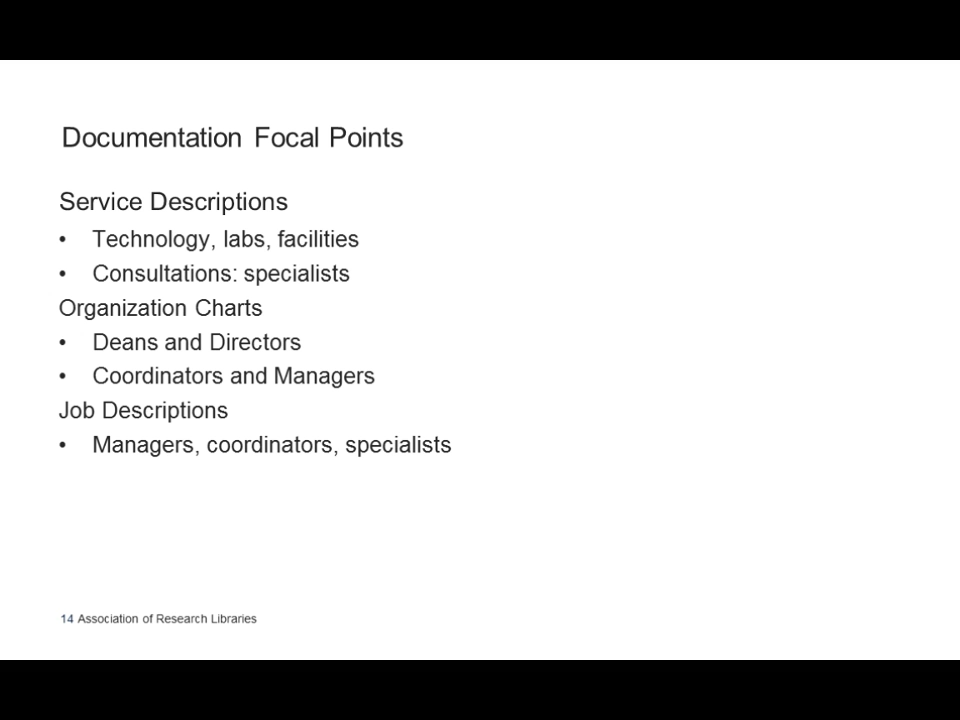 Documentation Focal Points
Service Descriptions
• Technology, labs, facilities
• Consultations: specialists
Organization Charts
• Deans and Directors
• Coordinators and Managers
Job Descriptions
• Managers, coordinators, specialists
14 Association of Research Libraries